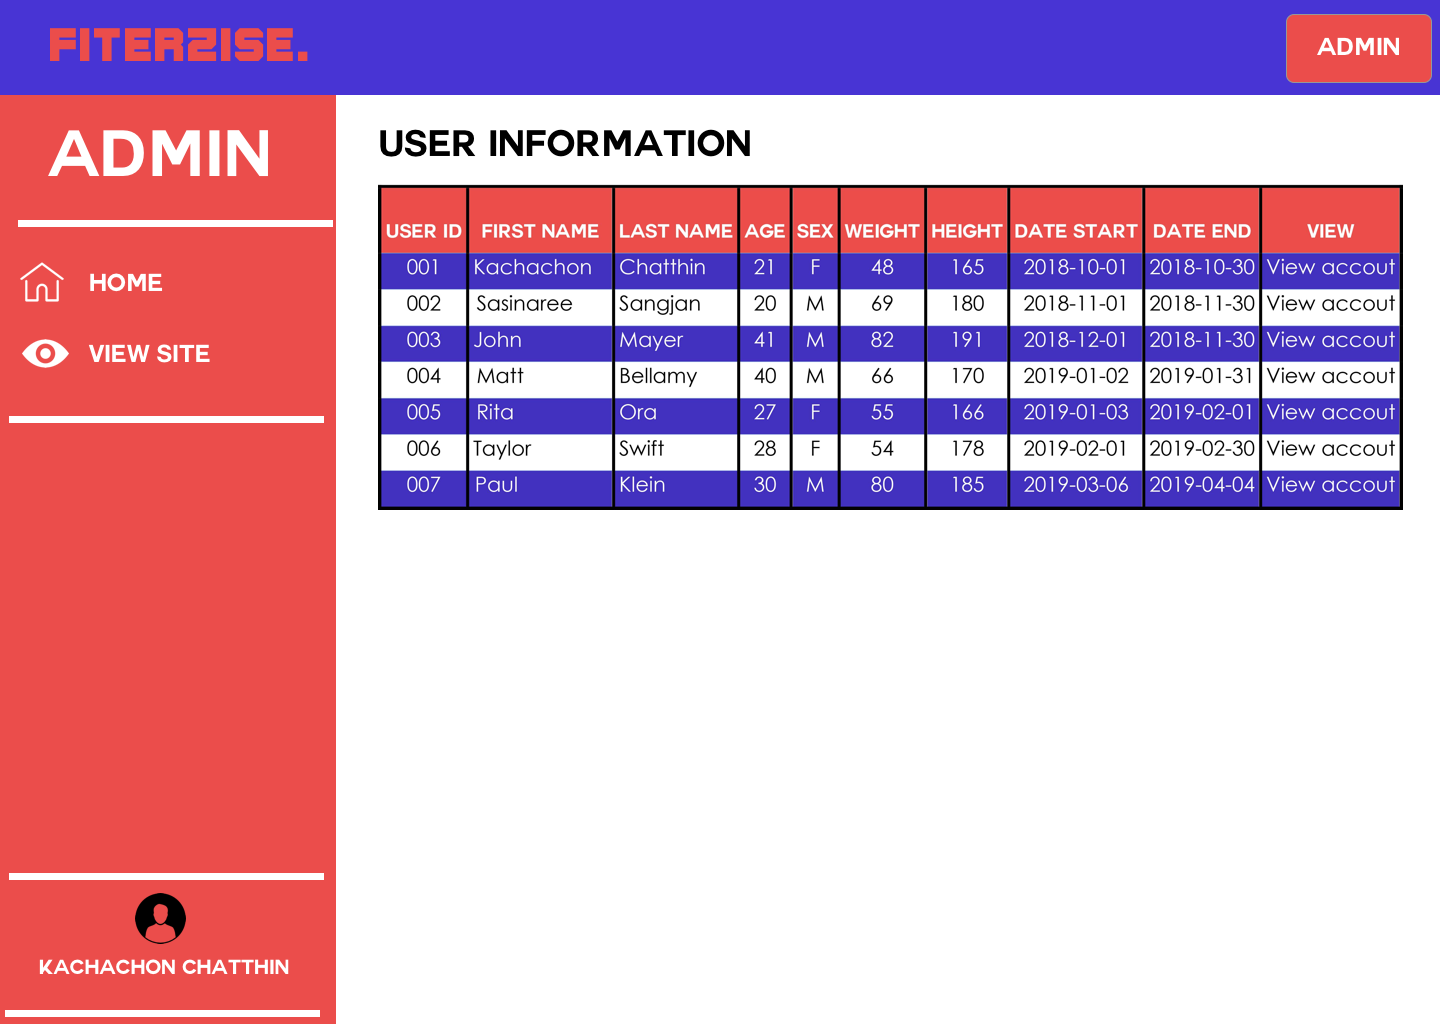 FITERZISE.
ADMIN
ADMIN
HOME
VIEW SITE
KACHACHON CHATTHIN
USER INFORMATION
USER ID FIRST NAME LAST NAME AGE SEX WEIGHT HEIGHT DATE START DATE END VIEW
001 Kachachon Chatthin 21 F 48 165 2018-10-01 2018-10-30 View accout
002 Sasinaree Sangjan 20 M 69 180 2018-11-01 2018-11-30 View accout
003 John Mayer 41 M 82 191 2018-12-01 2018-11-30 View accout
004 Matt Bellamy 40 M 66 170 2019-01-02 2019-01-31 View accout
005 Rita Ora 27 F 55 166 2019-01-03 2019-02-01 View accout
006 Taylor Swift 28 F 54 178 2019-02-01 2019-02-30 View accout
007 Paul Klein 30 M 80 185 2019-03-06 2019-04-04 View accout